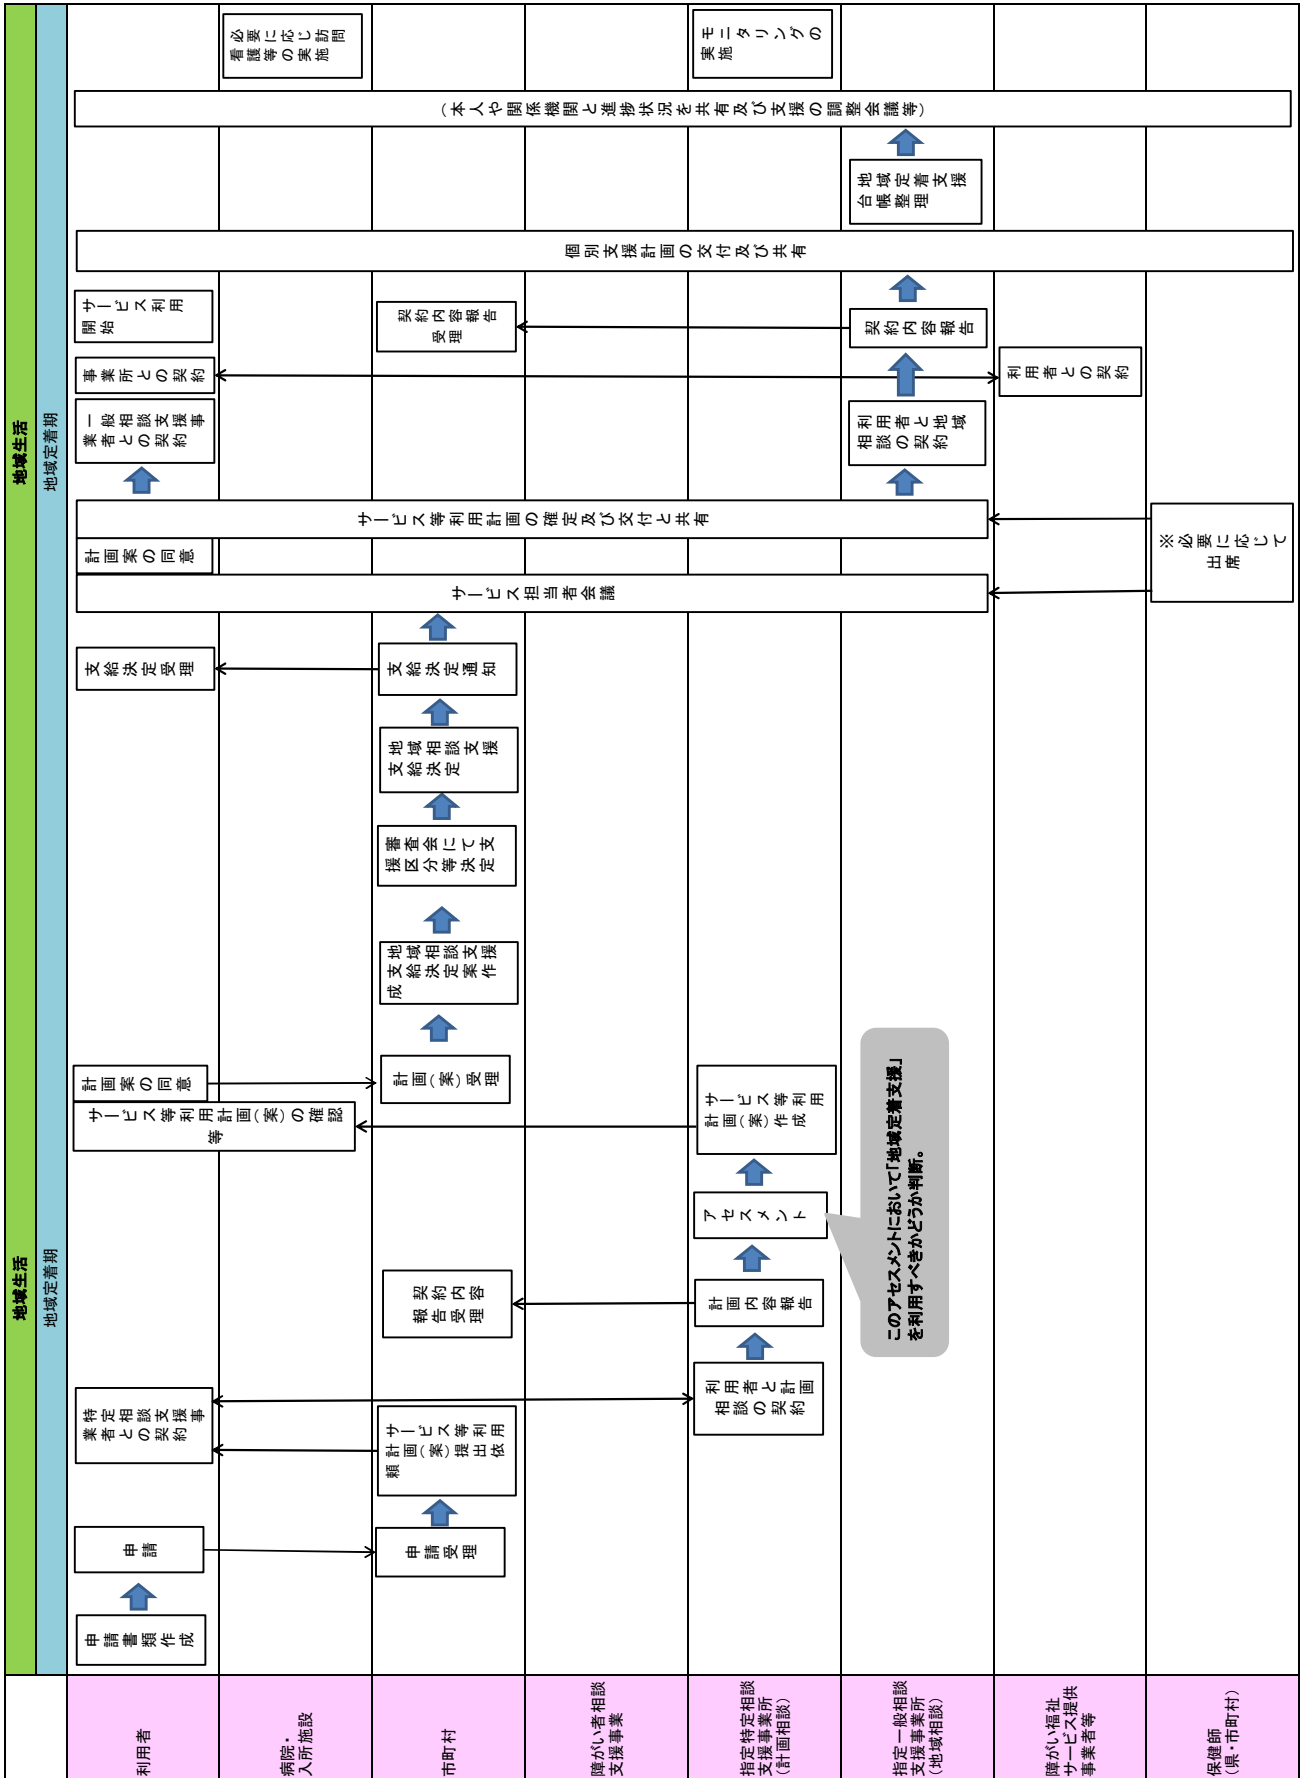 地域生活
地域生活
地域定着期
地域定着期
利用者
申請書類作成
申請
特定相談支援事
業者との契約
サービス等利用計画(案)の確認
等
計画案の同意
支給決定受理
サービス担当者会議
計画案の同意
サービス等利用計画の確定及び交付と共有
一般相談支援事
業者との契約
事業所との契約
サービス利用
開始
個別支援計画の交付及び共有
(本人や関係機関と進捗状況を共有及び支援の調整会議等)
病院・
入所施設
必要に応じ訪問
看護等の実施
市町村
申請受理
サービス等利用
計画(案)提出依
頼
契約内容
報告受理
計画(案)受理
地域相談支援
支給決定案作
成
審査会にて支
援区分等決定
地域相談支援
支給決定
支給決定通知
契約内容報告
受理
障がい者相談
支援事業
指定特定相談
支援事業所
(計画相談)
利用者と計画
相談の契約
計画内容報告
アセスメント
サービス等利用
計画(案)作成
モニタリングの
実施
指定一般相談
支援事業所
(地域相談)
このアセスメントにおいて「地域定着支援」
を利用すべきかどうか判断。
利用者と地域
相談の契約
契約内容報告
地域定着支援
台帳整理
障がい福祉
サービス提供
事業者等
利用者との契約
保健師
(県・市町村)
※必要に応じて
出席